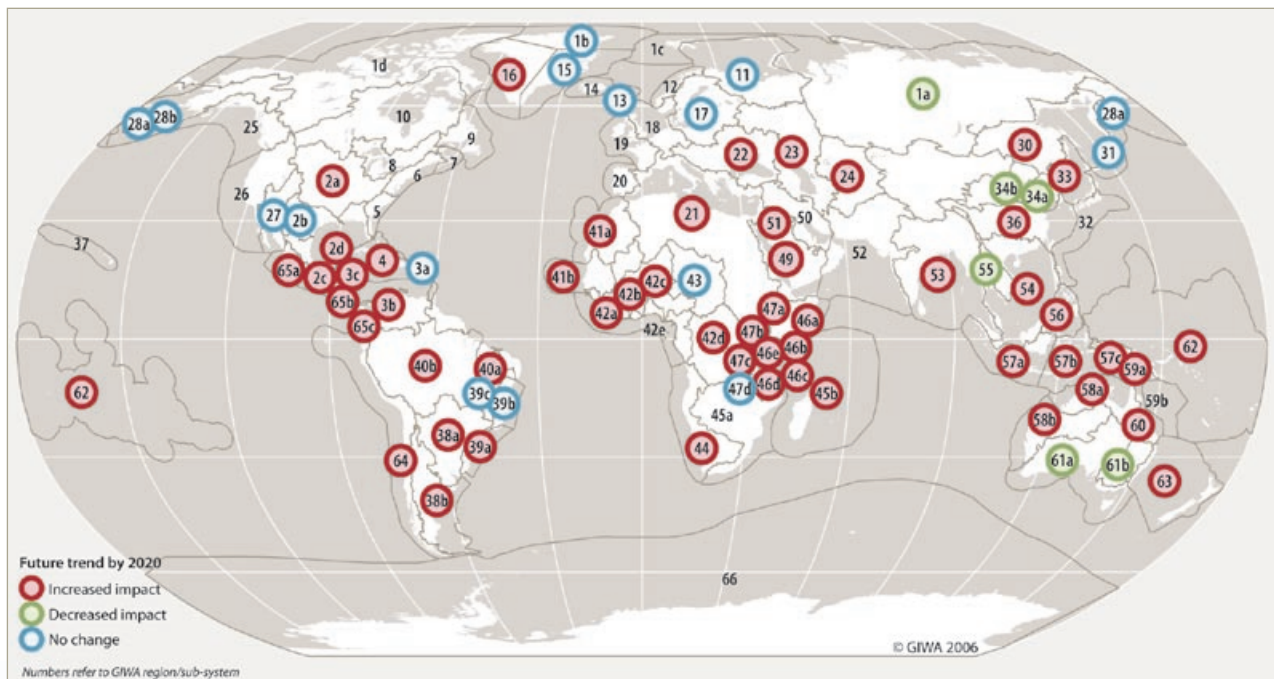 1b
1c
1d
16
15
11
14
12
1a
28a
28b
13
10
17
28a
25
18
9
30
31
19
22
23
8
7
6
24
33
2a
20
34b
34a
26
5
21
27
2b
50
51
36
32
41a
37
2d
4
49
52
65a
2c
3c
3a
41b
42c
43
53
55
54
65b
3b
42b
42a
47a
46a
56
65c
42e
47b
42d
46e
46b
62
40b
40a
47c
57a
57b
57c
59a
62
39c
39b
47d
46d
46c
45b
58a
59b
45a
58b
60
38a
39a
44
64
61a
61b
63
38b
Future trend by 2020
Increased impact
Decreased impact
No change
66
© GIWA 2006
Numbers refer to GIWA region/sub-system